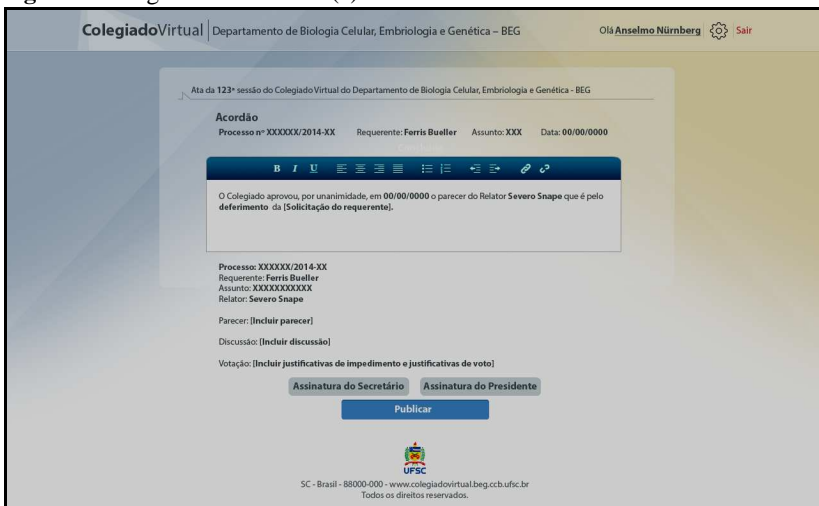 ColegiadoVirtual Departamento de Biologia Celular, Embriologia e Genética – BEG Olá Anselmo Nürnberg Sair
Ata da 123ª sessão do Colegiado Virtual do Departamento de Biologia Celular, Embriologia e Genética - BEG
Acordão
Processo nº XXXXXX/2014-XX Requerente: Ferris Bueller Assunto: XXX Data: 00/00/0000
B I U
O Colegiado aprovou, por unanimidade, em 00/00/0000 o parecer do Relator Severo Snape que é pelo
deferimento da [Solicitação do requerente].
Processo: XXXXXX/2014-XX
Requerente: Ferris Bueller
Assunto: XXXXXXXXXXX
Relator: Severo Snape
Parecer: [Incluir parecer]
Discussão: [Incluir discussão]
Votação: [Incluir justificativas de impedimento e justificativas de voto]
Assinatura do Secretário Assinatura do Presidente
Publicar
UFSC
SC - Brasil - 88000-000 - www.colegiadovirtual.beg.ccb.ufsc.br
Todos os direitos reservados.